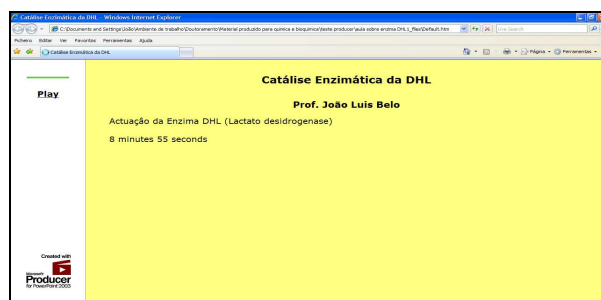 Catálise Enzimática da DHL - Windows Internet Explorer
C:\Documents and Settings\João\Ambiente de trabalho\Doutoramento\Material produzido para quimica e bioquimica\teste producer\aula sobre enzima DHL1_files\Default.htm
Live Search
Ficheiro Editar Ver Favoritos Ferramentas Ajuda
Catálise Enzimática da DHL
Página
Ferramentas
Play
Catálise Enzimática da DHL
Prof. João Luis Belo
Actuação da Enzima DHL (Lactato desidrogenase)
8 minutes 55 seconds
Created with
Microsoft
Producer
for PowerPoint 2003